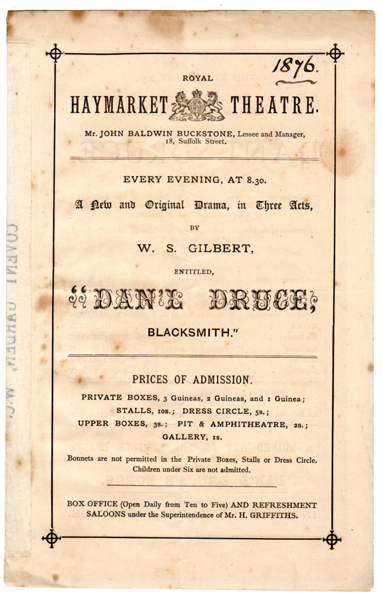 1876.
ROYAL
HAYMARKET THEATRE.
Mr. JOHN BALDWIN BUCKSTONE, Lessee and Manager,
18, Suffolk Street.
EVERY EVENING, AT 8.30.
A New and Original Drama, in Three Acts,
BY
W. S. GILBERT,
ENTITLED,
"DAN'L DRUCE,
BLACKSMITH."
PRICES OF ADMISSION.
PRIVATE BOXES, 3 Guineas, 2 Guineas, and 1 Guinea;
STALLS, 10s.; DRESS CIRCLE, 5s.;
UPPER BOXES, 3s.; PIT & AMPHITHEATRE, 2s.;
GALLERY, 1s.
Bonnets are not permitted in the Private Boxes, Stalls or Dress Circle.
Children under Six are not admitted.
BOX OFFICE (Open Daily from Ten to Five) AND REFRESHMENT
SALOONS under the Superintendence of Mr. H. GRIFFITHS.
COVENT GARDEN, W.C.